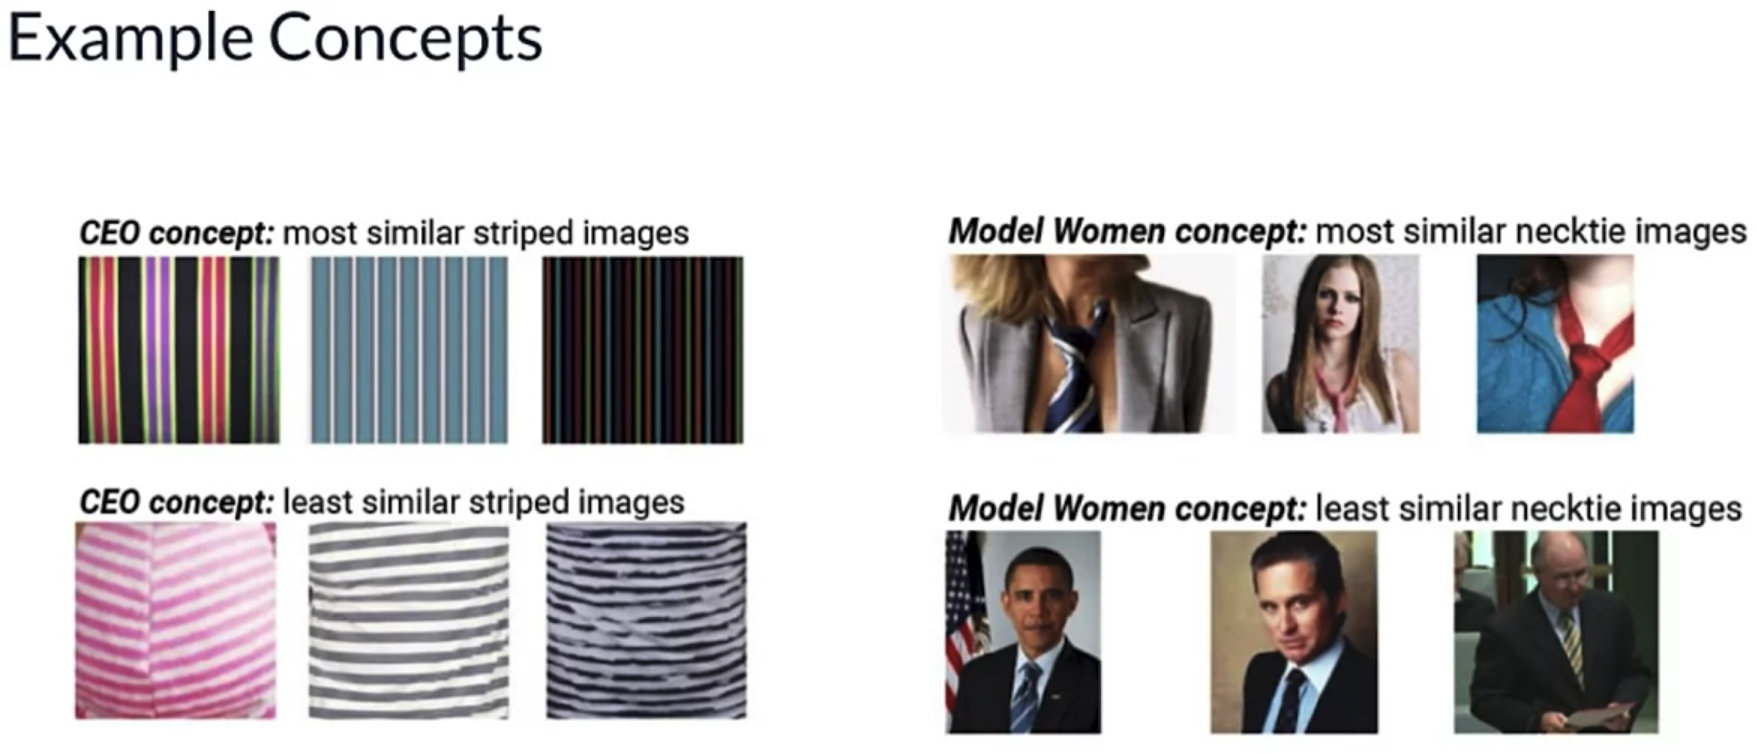 Example Concepts
CEO concept: most similar striped images
CEO concept: least similar striped images
Model Women concept: most similar necktie images
Model Women concept: least similar necktie images